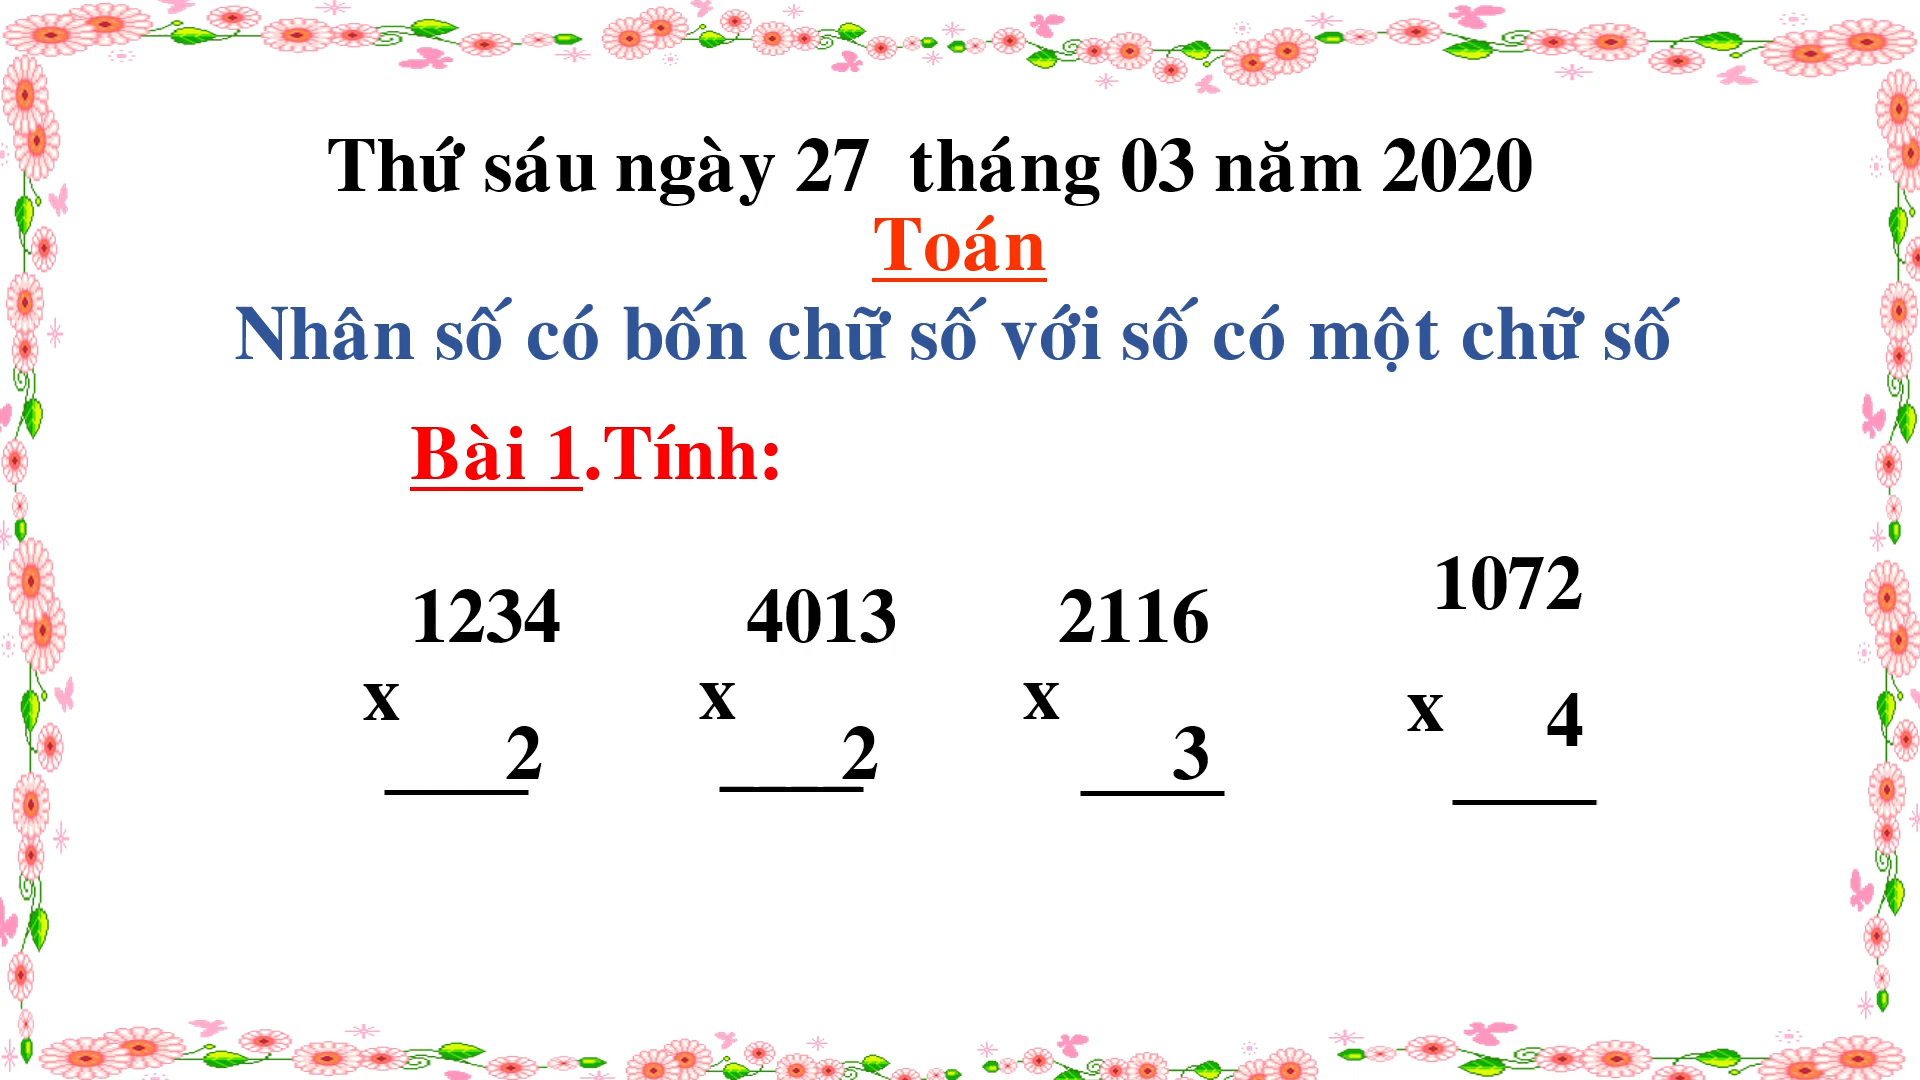 Thứ sáu ngày 27 tháng 03 năm 2020
Toán
Nhân số có bốn chữ số với số có một chữ số
Bài 1.Tính:
1234 4013 2116 1072
x x x x
2 2 3 4